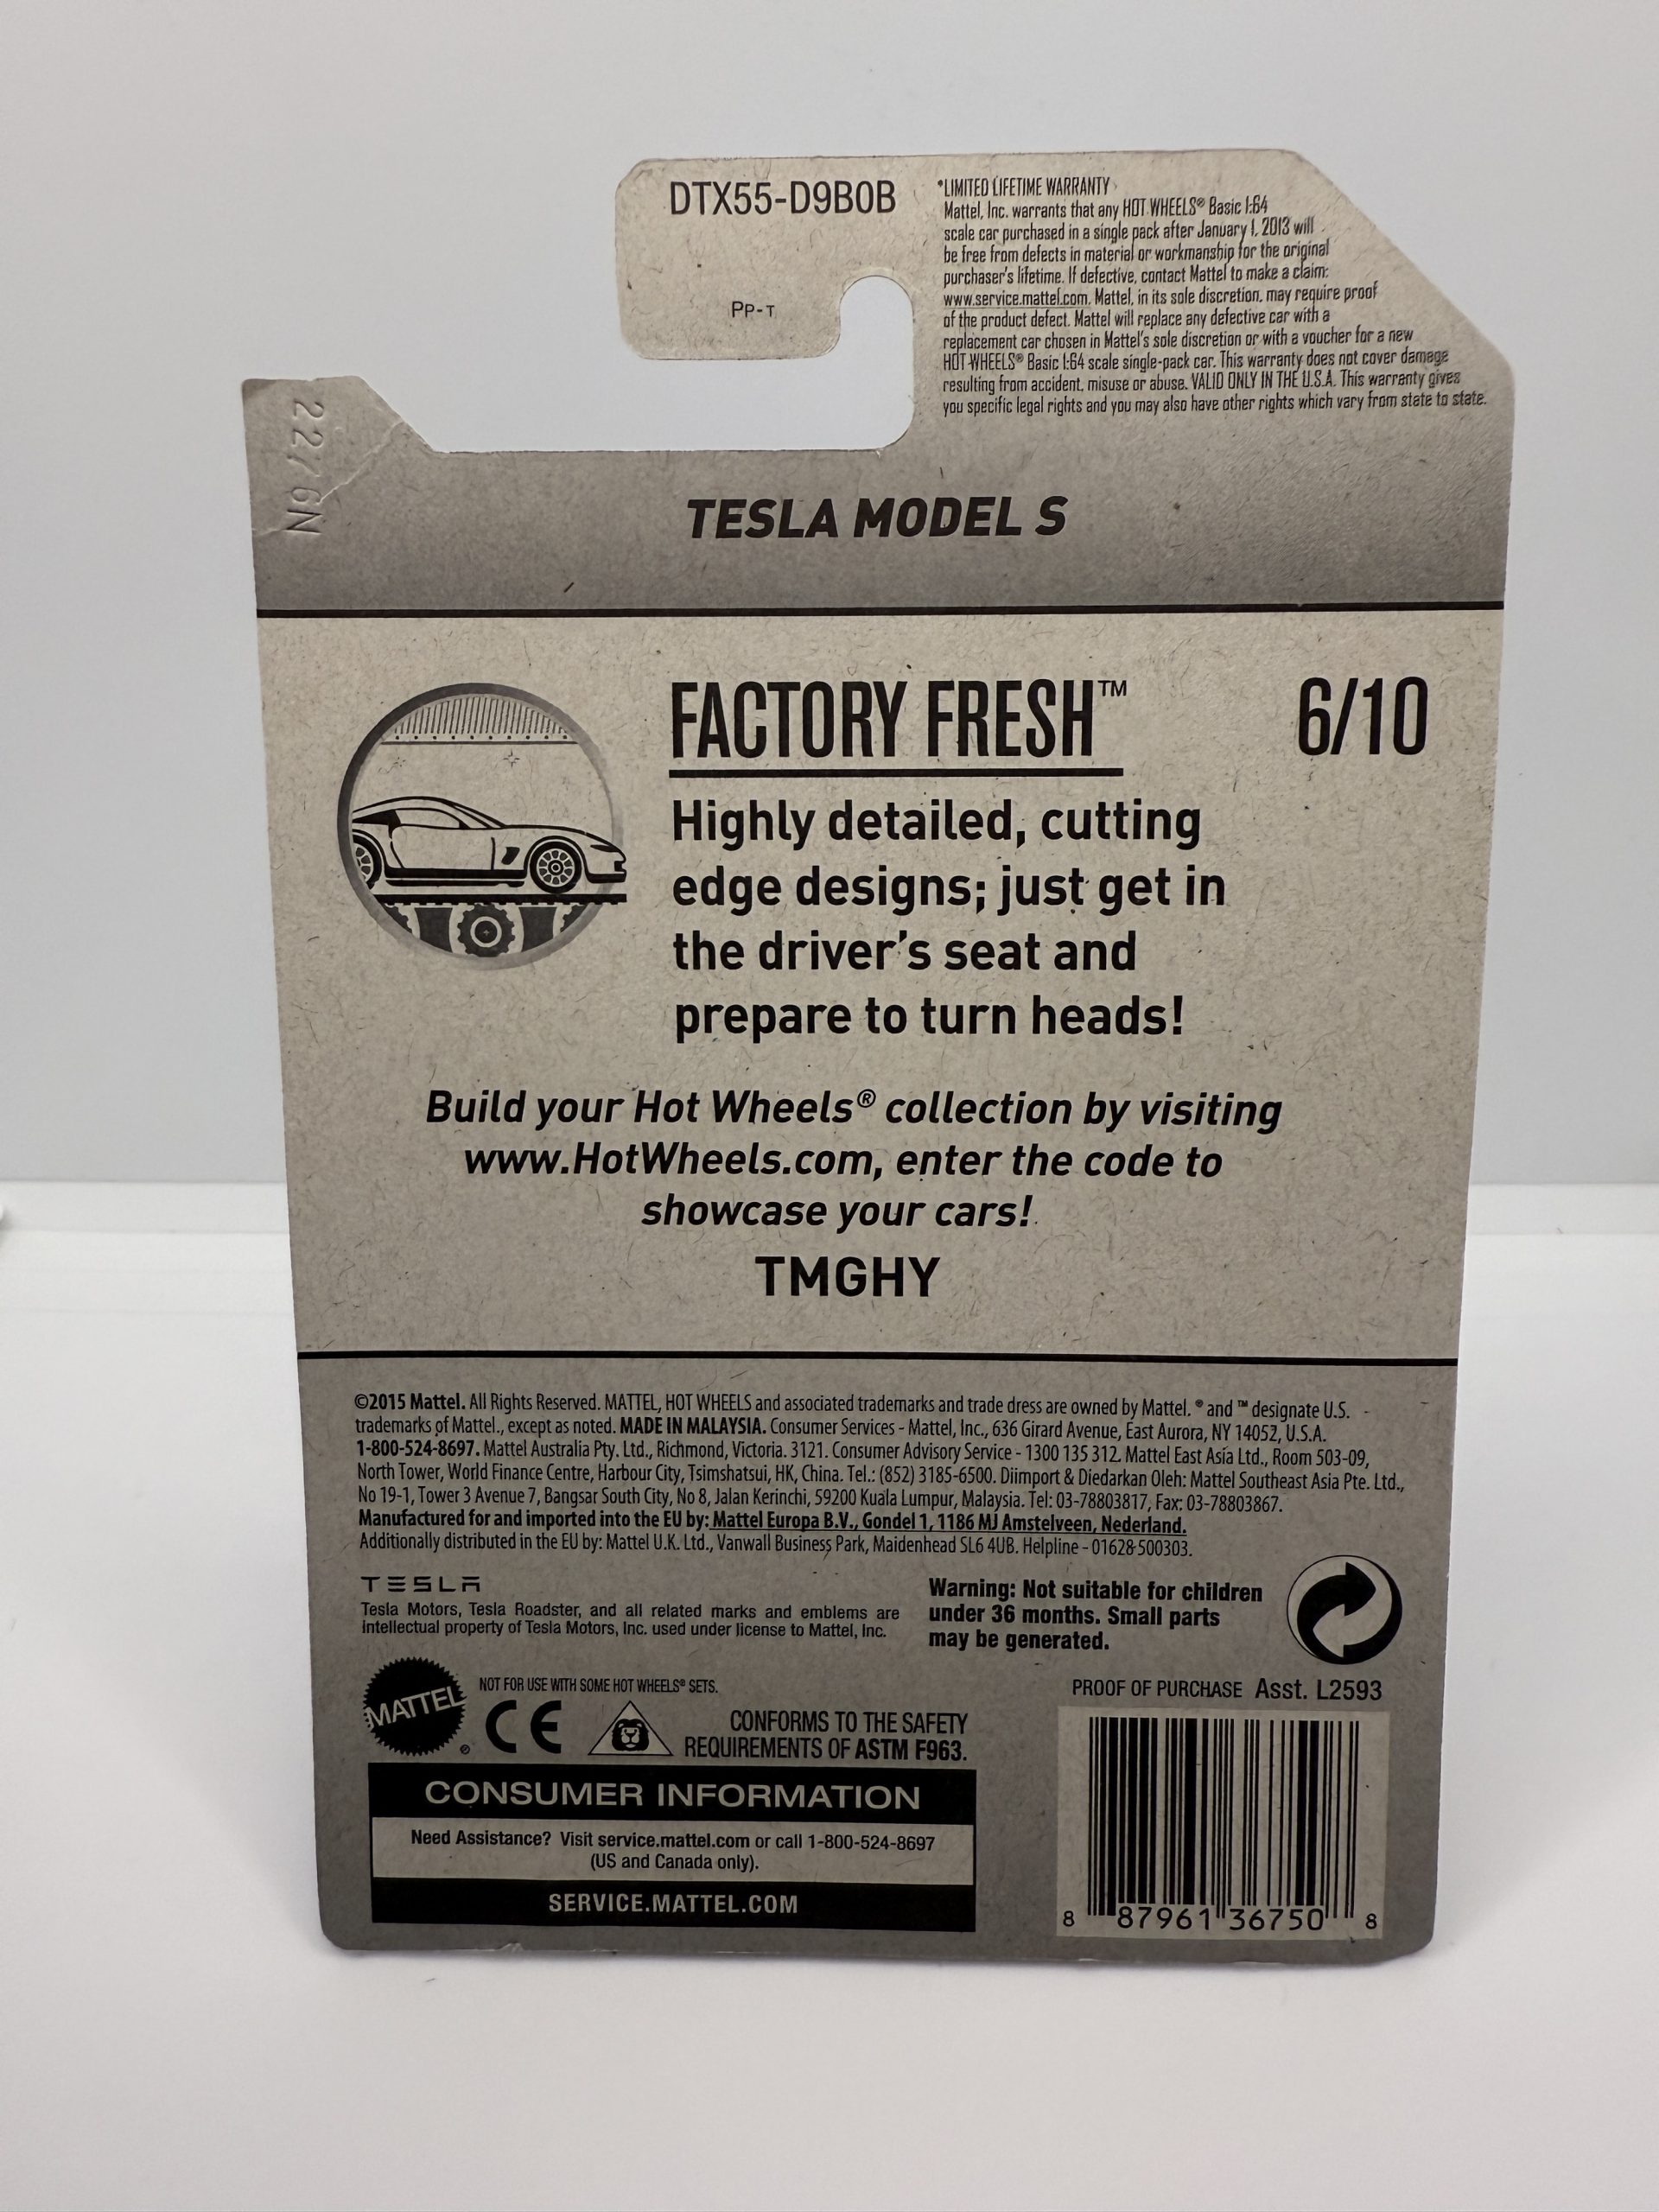 DTX55-D9B0B
PP-T
*LIMITED LIFETIME WARRANTY
Mattel, Inc. warrants that any HOT WHEELS® Basic 1:64
scale car purchased in a single pack after January 1, 2013 will
be free from defects in material or workmanship for the original
purchaser's lifetime. If defective, contact Mattel to make a claim:
www.service.mattel.com. Mattel, in its sole discretion, may require proof
of the product defect. Mattel will replace any defective car with a
replacement car chosen in Mattel's sole discretion or with a voucher for a new
HOT WHEELS® Basic 1:64 scale single-pack car. This warranty does not cover damage
resulting from accident, misuse or abuse. VALID ONLY IN THE U.S.A. This warranty gives
you specific legal rights and you may also have other rights which vary from state to state.
TESLA MODEL S
FACTORY FRESH™
6/10
Highly detailed, cutting
edge designs; just get in
the driver's seat and
prepare to turn heads!
Build your Hot Wheels® collection by visiting
www.HotWheels.com, enter the code to
showcase your cars!
TMGHY
©2015 Mattel. All Rights Reserved. MATTEL, HOT WHEELS and associated trademarks and trade dress are owned by Mattel. ® and ™ designate U.S.
trademarks of Mattel., except as noted. MADE IN MALAYSIA. Consumer Services - Mattel, Inc., 636 Girard Avenue, East Aurora, NY 14052, U.S.A.
1-800-524-8697. Mattel Australia Pty. Ltd., Richmond, Victoria. 3121. Consumer Advisory Service - 1300 135 312. Mattel East Asia Ltd., Room 503-09,
North Tower, World Finance Centre, Harbour City, Tsimshatsui, HK, China. Tel.: (852) 3185-6500. Diimport & Diedarkan Oleh: Mattel Southeast Asia Pte. Ltd.,
No 19-1, Tower 3 Avenue 7, Bangsar South City, No 8, Jalan Kerinchi, 59200 Kuala Lumpur, Malaysia. Tel: 03-78803817, Fax: 03-78803867.
Manufactured for and imported into the EU by: Mattel Europa B.V., Gondel 1, 1186 MJ Amstelveen, Nederland.
Additionally distributed in the EU by: Mattel U.K. Ltd., Vanwall Business Park, Maidenhead SL6 4UB. Helpline - 01628 500303.
TESLA
Tesla Motors, Tesla Roadster, and all related marks and emblems are
intellectual property of Tesla Motors, Inc. used under license to Mattel, Inc.
Warning: Not suitable for children
under 36 months. Small parts
may be generated.
MATTEL®
NOT FOR USE WITH SOME HOT WHEELS® SETS.
CE
CONFORMS TO THE SAFETY
REQUIREMENTS OF ASTM F963.
PROOF OF PURCHASE Asst. L2593
CONSUMER INFORMATION
Need Assistance? Visit service.mattel.com or call 1-800-524-8697
(US and Canada only).
SERVICE.MATTEL.COM
8 87961 36750 8